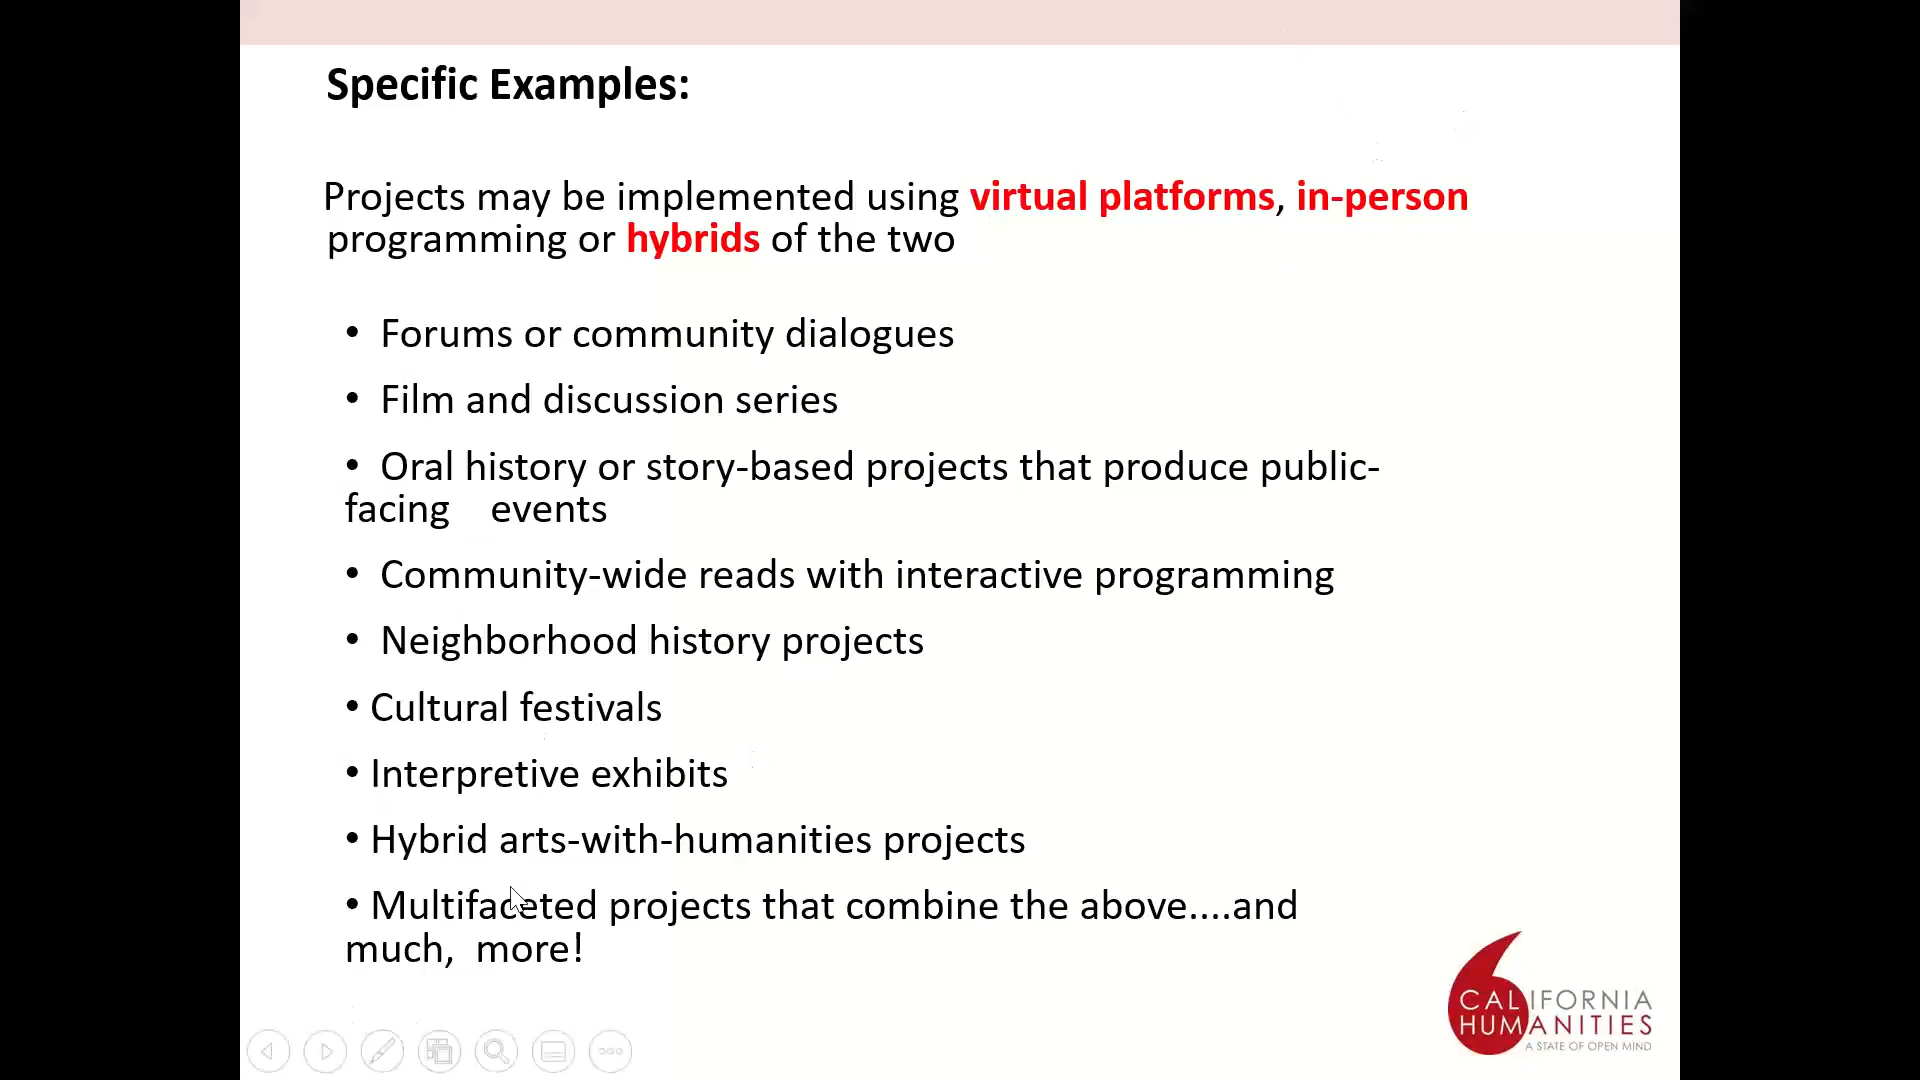 Specific Examples:
Projects may be implemented using virtual platforms, in-person
programming or hybrids of the two
• Forums or community dialogues
• Film and discussion series
• Oral history or story-based projects that produce public-
facing events
• Community-wide reads with interactive programming
• Neighborhood history projects
• Cultural festivals
• Interpretive exhibits
• Hybrid arts-with-humanities projects
• Multifaceted projects that combine the above....and
much, more!
CALIFORNIA
HUMANITIES
A STATE OF OPEN MIND